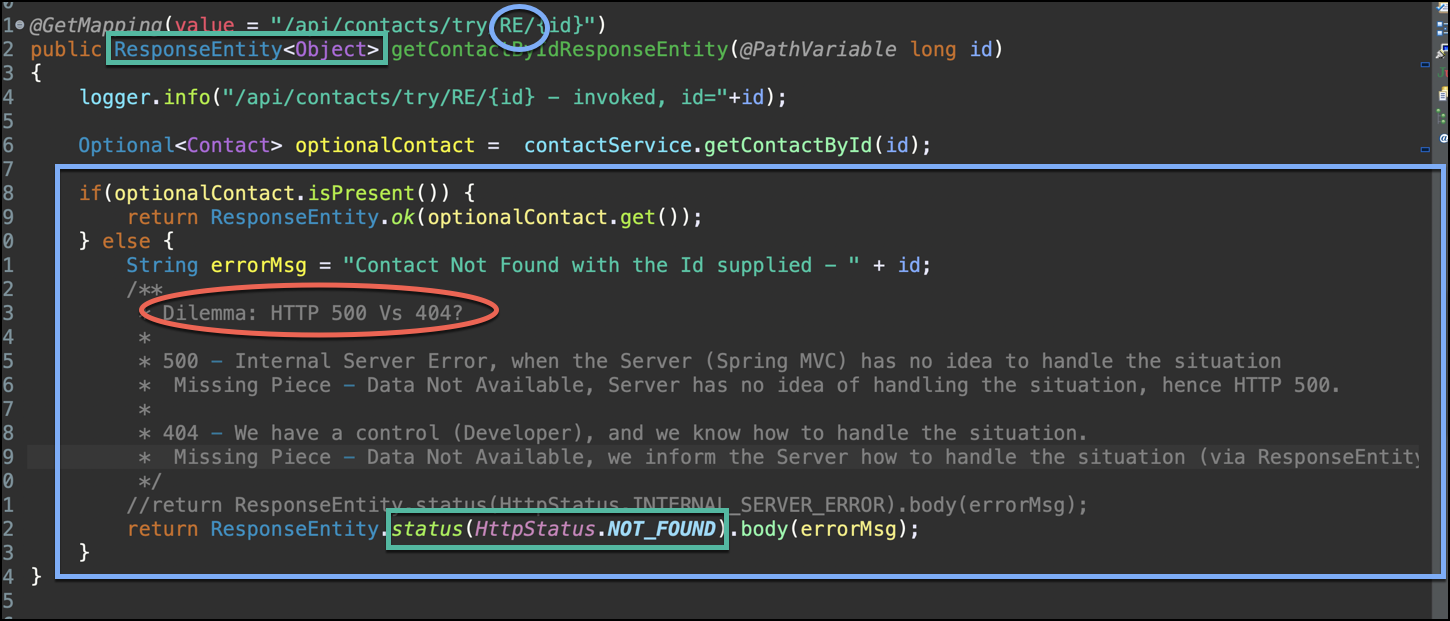 1 @GetMapping(value = "/api/contacts/try/RE/{id}")
2 public ResponseEntity<Object> getContactByIdResponseEntity(@PathVariable long id)
3 {
4 logger.info("/api/contacts/try/RE/{id} – invoked, id="+id);
5
6 Optional<Contact> optionalContact = contactService.getContactById(id);
7
8 if(optionalContact.isPresent()) {
9 return ResponseEntity.ok(optionalContact.get());
0 } else {
1 String errorMsg = "Contact Not Found with the Id supplied – " + id;
2 /**
3 * Dilemma: HTTP 500 Vs 404?
4 *
5 * 500 – Internal Server Error, when the Server (Spring MVC) has no idea to handle the situation
6 * Missing Piece – Data Not Available, Server has no idea of handling the situation, hence HTTP 500.
7 *
8 * 404 – We have a control (Developer), and we know how to handle the situation.
9 * Missing Piece – Data Not Available, we inform the Server how to handle the situation (via ResponseEntity
0 */
1 //return ResponseEntity.status(HttpStatus.INTERNAL_SERVER_ERROR).body(errorMsg);
2 return ResponseEntity.status(HttpStatus.NOT_FOUND).body(errorMsg);
3 }
4 }
5